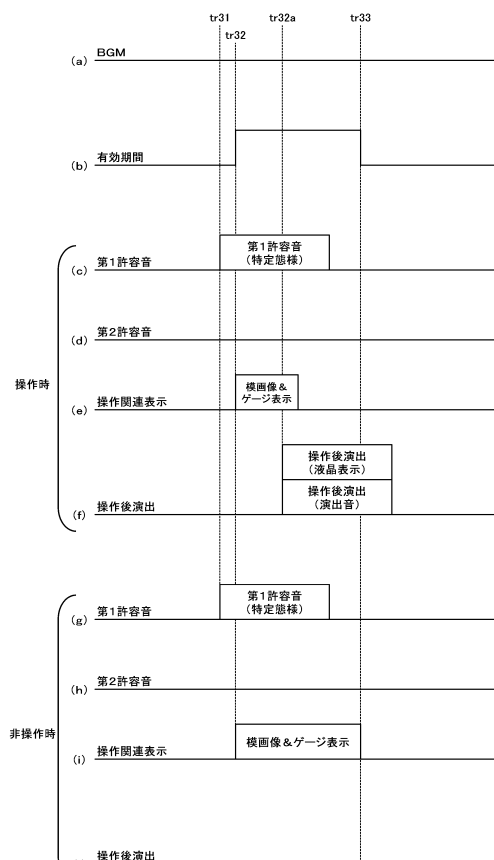 tr31 tr32a tr33
tr32
(a) BGM
(b) 有効期間
(c) 第1許容音
第1許容音
(特定態様)
(d) 第2許容音
操作時
(e) 操作関連表示
模画像&
ゲージ表示
操作後演出
(液晶表示)
操作後演出
(演出音)
(f) 操作後演出
(g) 第1許容音
第1許容音
(特定態様)
(h) 第2許容音
非操作時
(i) 操作関連表示
模画像&ゲージ表示
操作後演出